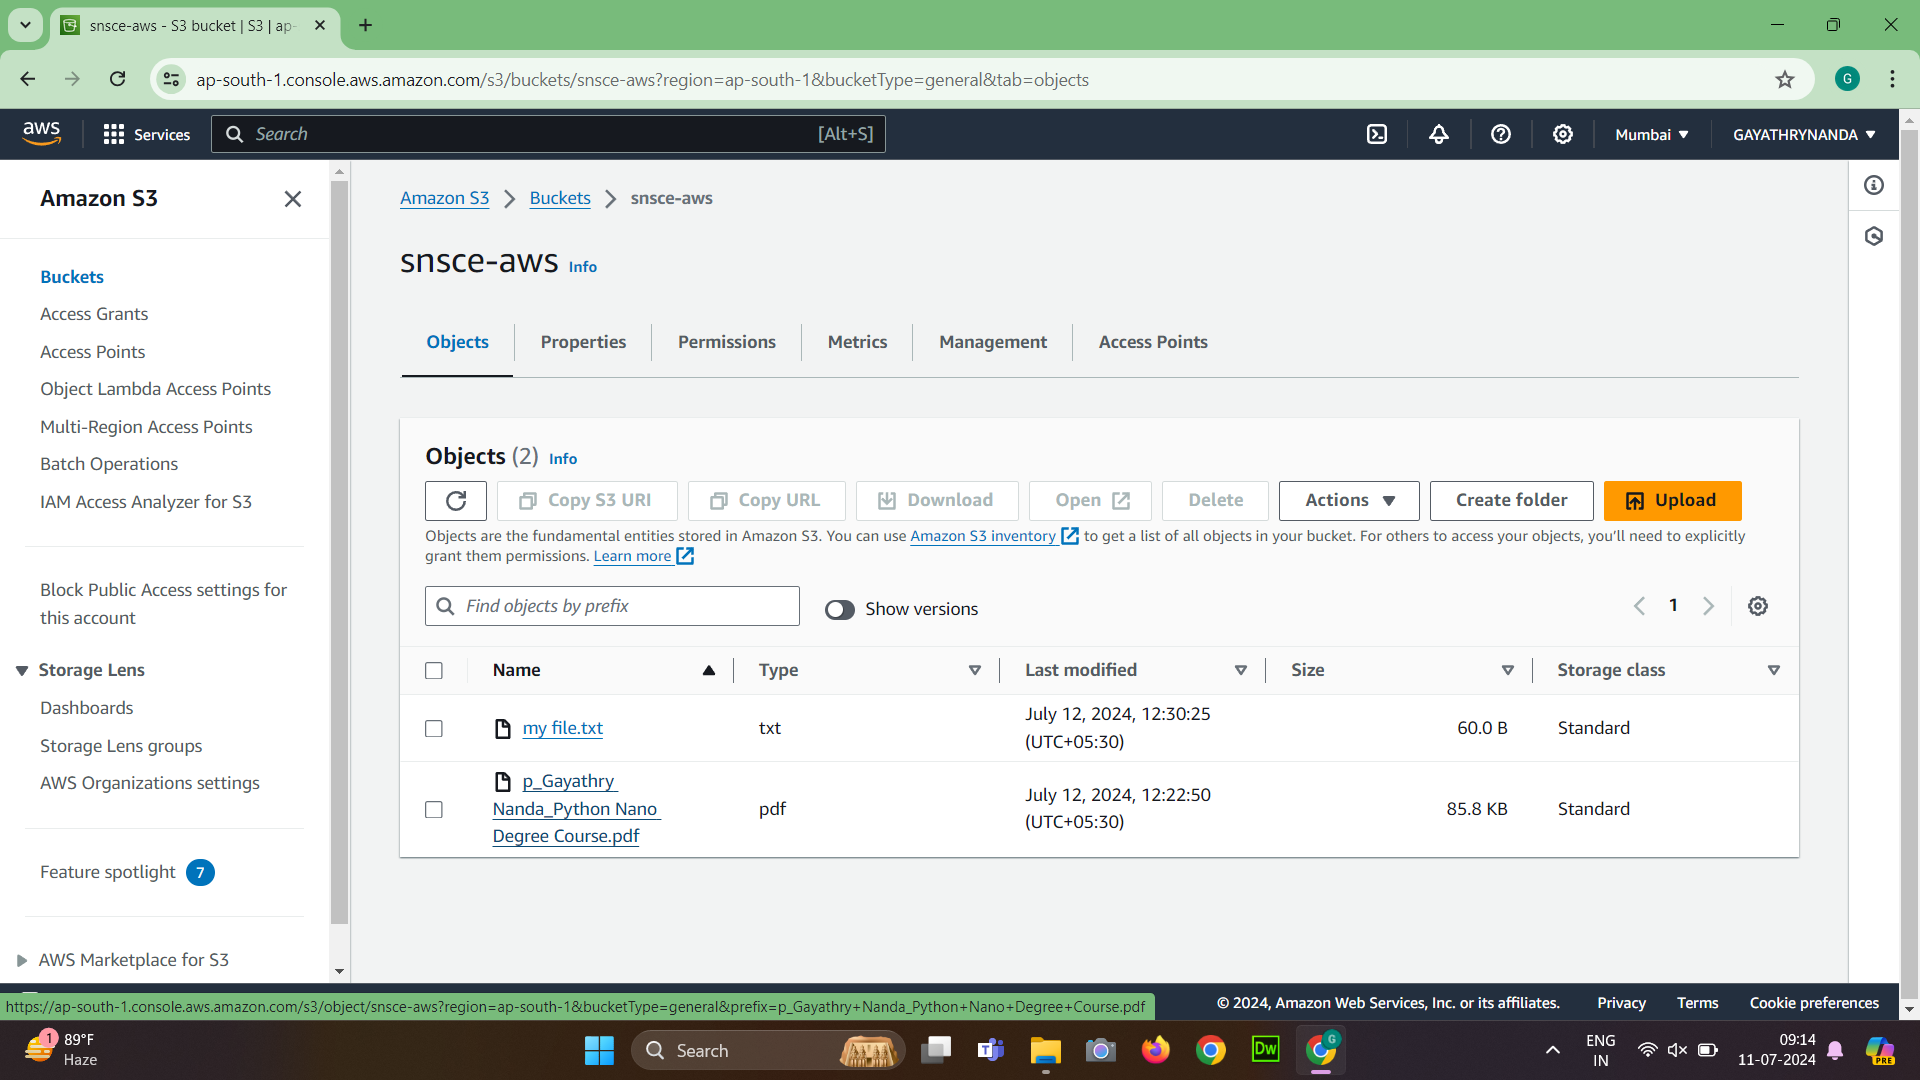 snsce-aws - S3 bucket | S3 | ap-
ap-south-1.console.aws.amazon.com/s3/buckets/snsce-aws?region=ap-south-1&bucketType=general&tab=objects
G
aws
Services
Search
[Alt+S]
Mumbai
GAYATHRYNANDA
Amazon S3
Buckets
Access Grants
Access Points
Object Lambda Access Points
Multi-Region Access Points
Batch Operations
IAM Access Analyzer for S3
Block Public Access settings for
this account
Storage Lens
Dashboards
Storage Lens groups
AWS Organizations settings
Feature spotlight 7
AWS Marketplace for S3
Amazon S3 > Buckets > snsce-aws
snsce-aws Info
Objects
Properties
Permissions
Metrics
Management
Access Points
Objects (2) Info
Copy S3 URI
Copy URL
Download
Open
Delete
Actions
Create folder
Upload
Objects are the fundamental entities stored in Amazon S3. You can use Amazon S3 inventory to get a list of all objects in your bucket. For others to access your objects, you'll need to explicitly
grant them permissions. Learn more
Find objects by prefix
Show versions
1
Name
Type
Last modified
Size
Storage class
my file.txt
txt
July 12, 2024, 12:30:25
(UTC+05:30)
60.0 B
Standard
p_Gayathry
Nanda_Python Nano
Degree Course.pdf
pdf
July 12, 2024, 12:22:50
(UTC+05:30)
85.8 KB
Standard
https://ap-south-1.console.aws.amazon.com/s3/object/snsce-aws?region=ap-south-1&bucketType=general&prefix=p_Gayathry+Nanda_Python+Nano+Degree+Course.pdf
© 2024, Amazon Web Services, Inc. or its affiliates.
Privacy
Terms
Cookie preferences
1
89°F
Haze
Search
Dw
G
ENG
IN
09:14
11-07-2024
PRE